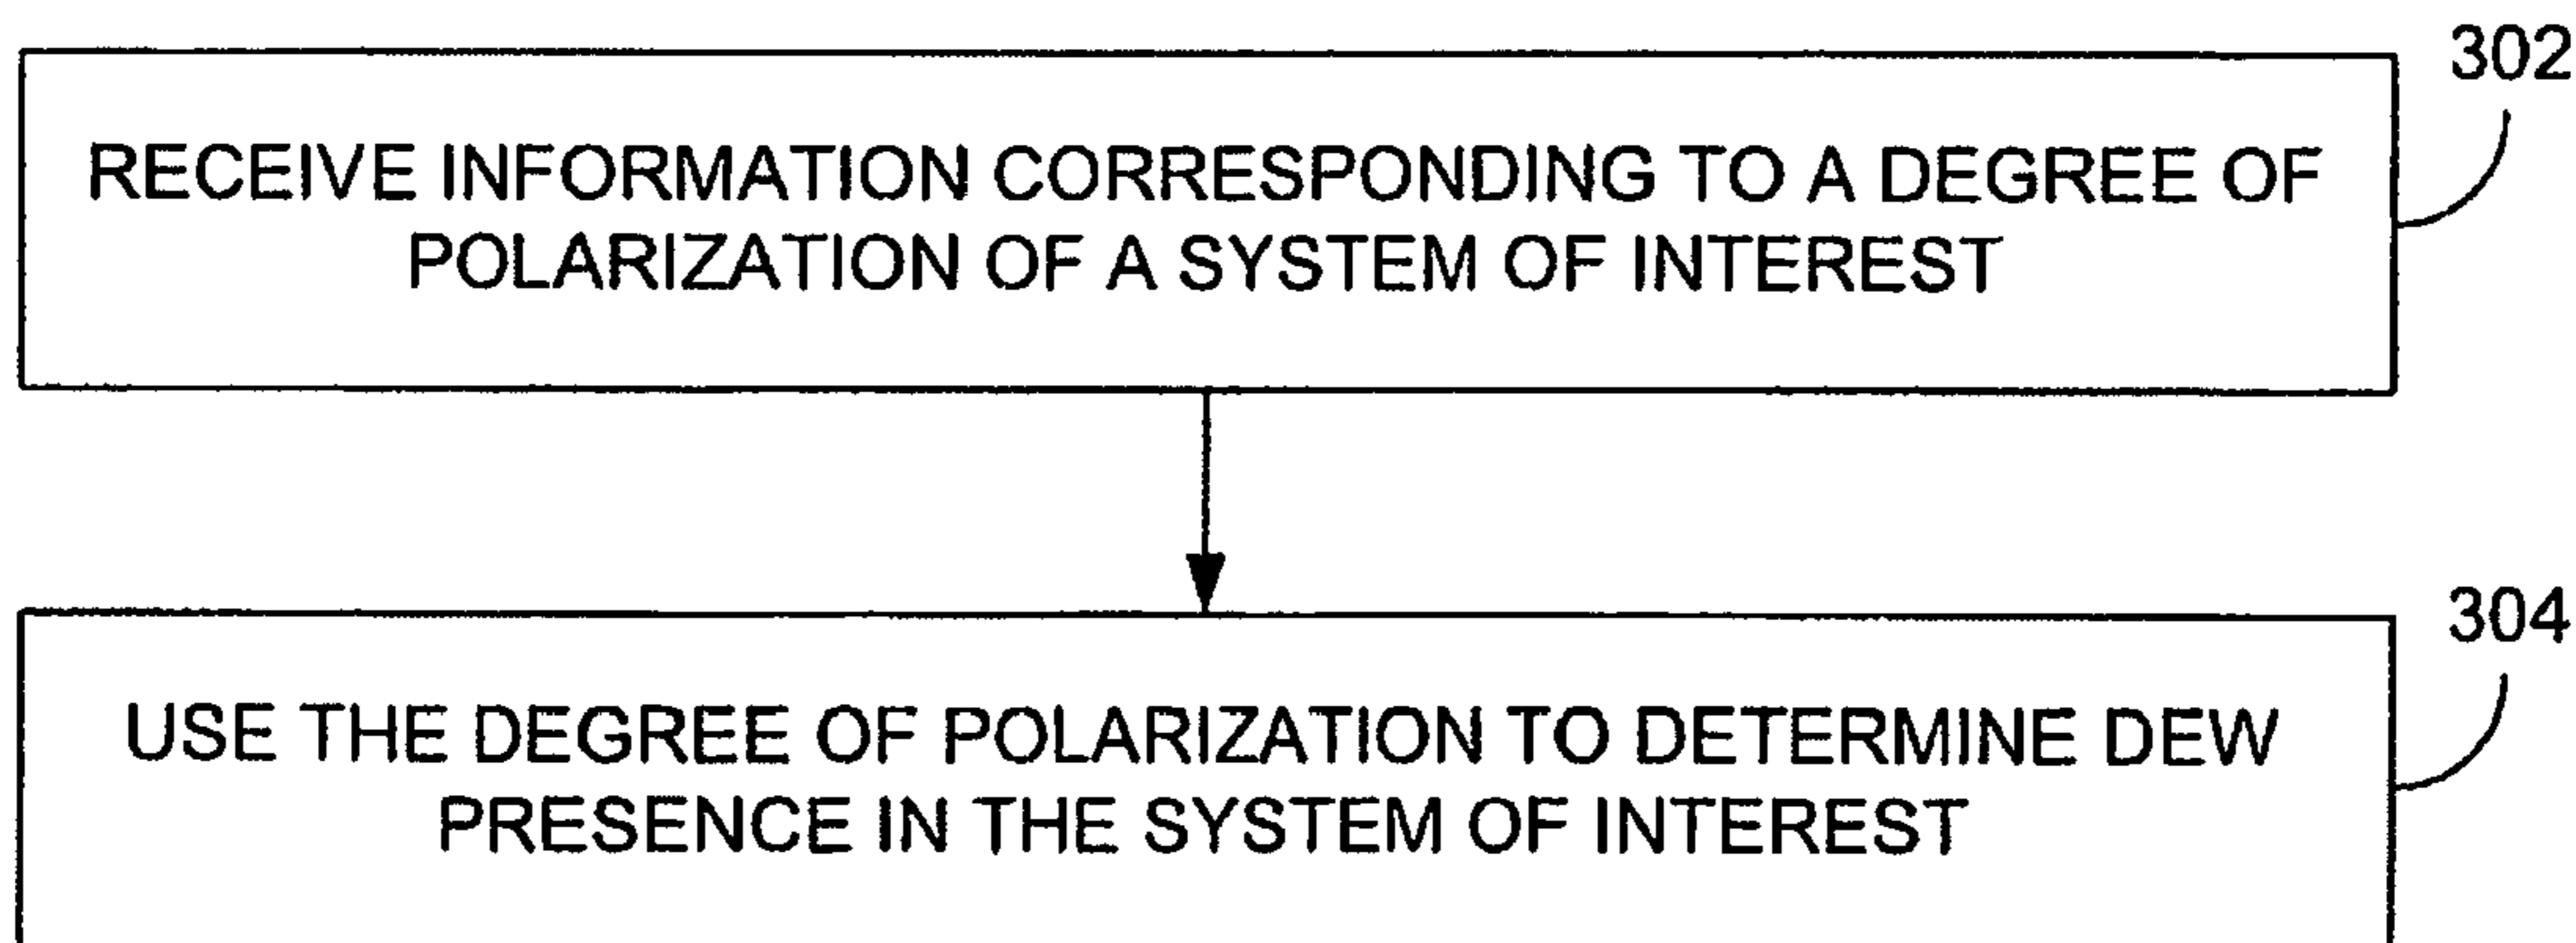 302
RECEIVE INFORMATION CORRESPONDING TO A DEGREE OF
POLARIZATION OF A SYSTEM OF INTEREST
304
USE THE DEGREE OF POLARIZATION TO DETERMINE DEW
PRESENCE IN THE SYSTEM OF INTEREST